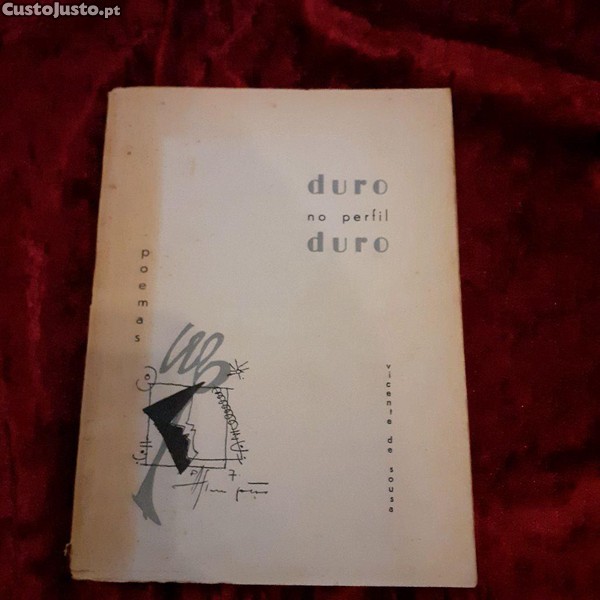 CustoJusto.pt
duro
no perfil
duro
poemas
vicente de sousa